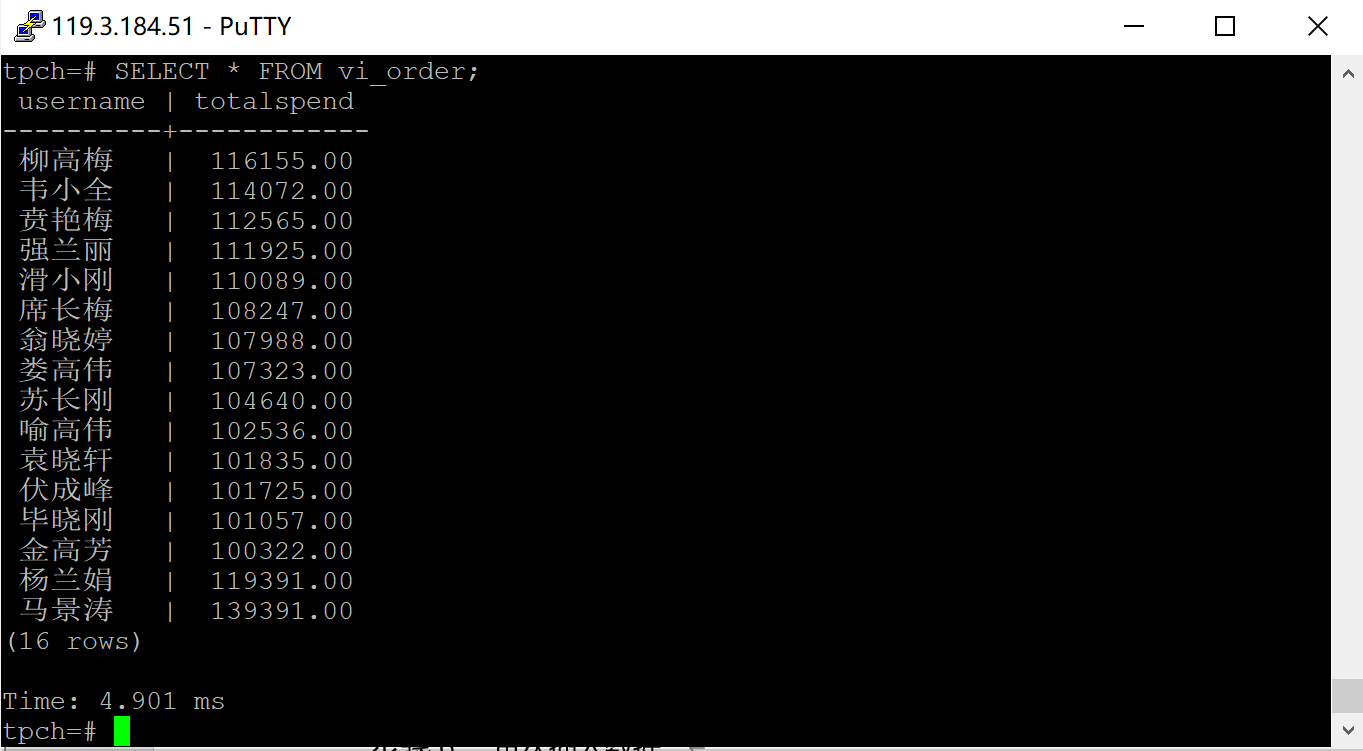 119.3.184.51 - PuTTY
tpch=# SELECT * FROM vi_order;
 username | totalspend
----------+------------
 柳高梅   |  116155.00
 韦小全   |  114072.00
 贲艳梅   |  112565.00
 强兰丽   |  111925.00
 滑小刚   |  110089.00
 席长梅   |  108247.00
 翁晓婷   |  107988.00
 娄高伟   |  107323.00
 苏长刚   |  104640.00
 喻高伟   |  102536.00
 袁晓轩   |  101835.00
 伏成峰   |  101725.00
 毕晓刚   |  101057.00
 金高芳   |  100322.00
 杨兰娟   |  119391.00
 马景涛   |  139391.00
(16 rows)
Time: 4.901 ms
tpch=#